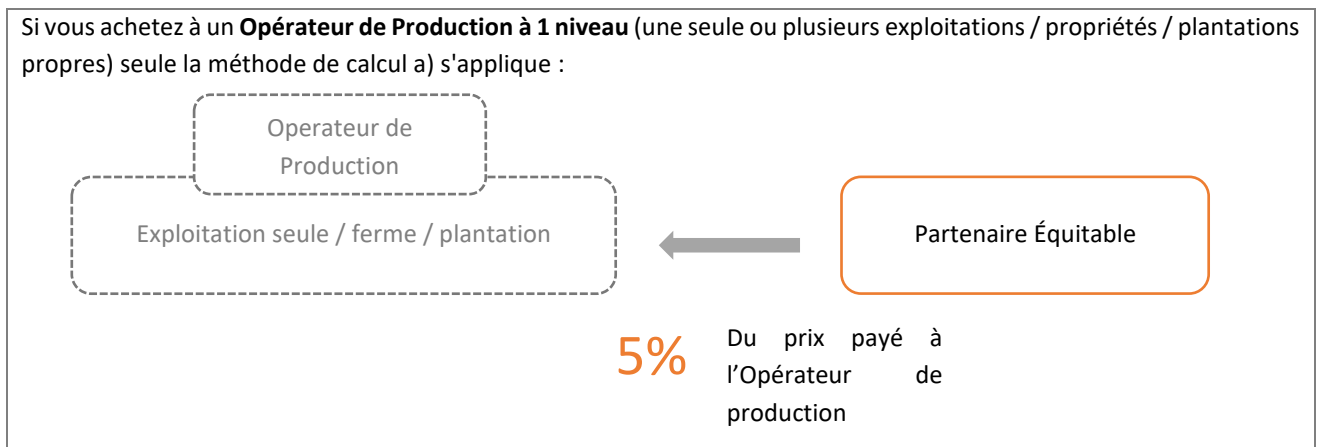 Si vous achetez à un Opérateur de Production à 1 niveau (une seule ou plusieurs exploitations / propriétés / plantations
propres) seule la méthode de calcul a) s'applique :
Operateur de
Production
Exploitation seule / ferme / plantation
Partenaire Équitable
5%
Du prix payé à
l’Opérateur de
production